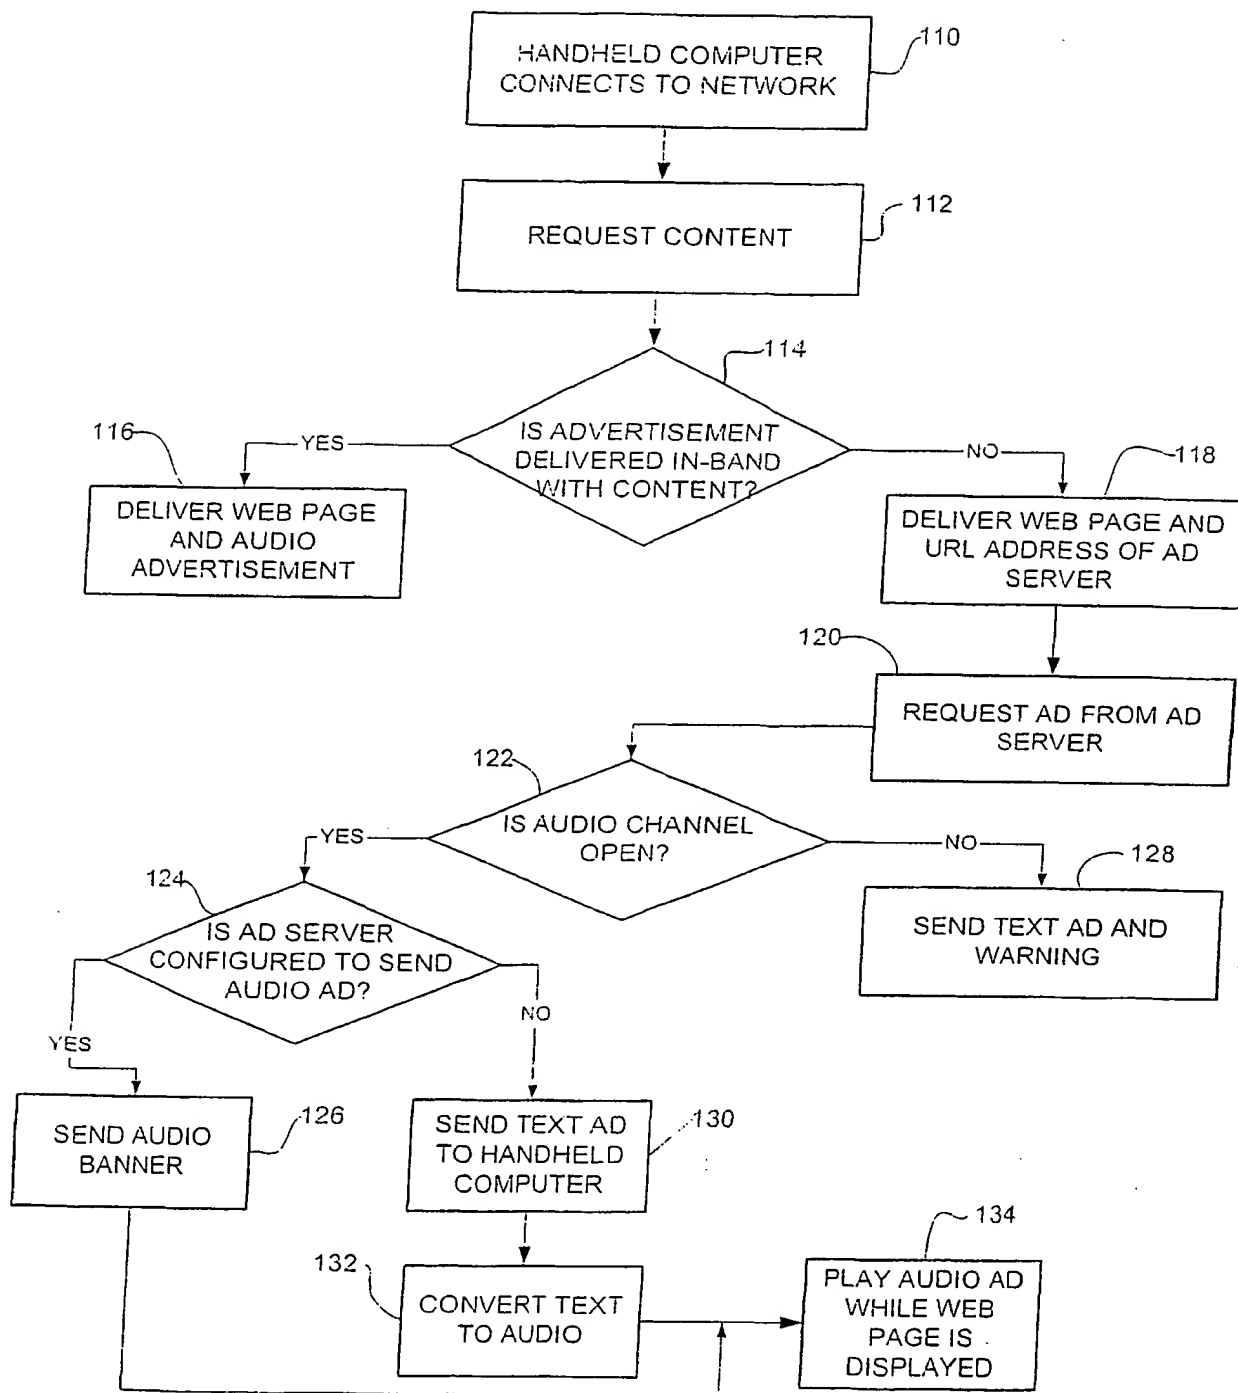 HANDHELD COMPUTER
CONNECTS TO NETWORK
110
REQUEST CONTENT
112
114
IS ADVERTISEMENT
DELIVERED IN-BAND
WITH CONTENT?
YES
NO
116
DELIVER WEB PAGE
AND AUDIO
ADVERTISEMENT
118
DELIVER WEB PAGE AND
URL ADDRESS OF AD
SERVER
120
REQUEST AD FROM AD
SERVER
122
IS AUDIO CHANNEL
OPEN?
YES
NO
128
SEND TEXT AD AND
WARNING
124
IS AD SERVER
CONFIGURED TO SEND
AUDIO AD?
YES
NO
SEND AUDIO
BANNER
126
SEND TEXT AD
TO HANDHELD
COMPUTER
130
132
CONVERT TEXT
TO AUDIO
134
PLAY AUDIO AD
WHILE WEB
PAGE IS
DISPLAYED